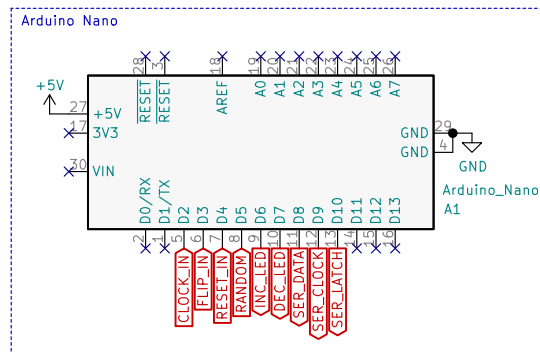 Arduino Nano
28 3 18 19 20 21 22 23 24 25 26
RESET RESET AREF A0 A1 A2 A3 A4 A5 A6 A7
+5V
27 +5V
17 3V3
30 VIN
GND 29
GND 4
GND
Arduino_Nano
A1
D0/RX D1/TX D2 D3 D4 D5 D6 D7 D8 D9 D10 D11 D12 D13
2 1 5 6 7 8 9 10 11 12 13 14 15 16
CLOCK_IN FLIP_IN RESET_IN RANDOM INC_LED DEC_LED SER_DATA SER_CLOCK SER_LATCH